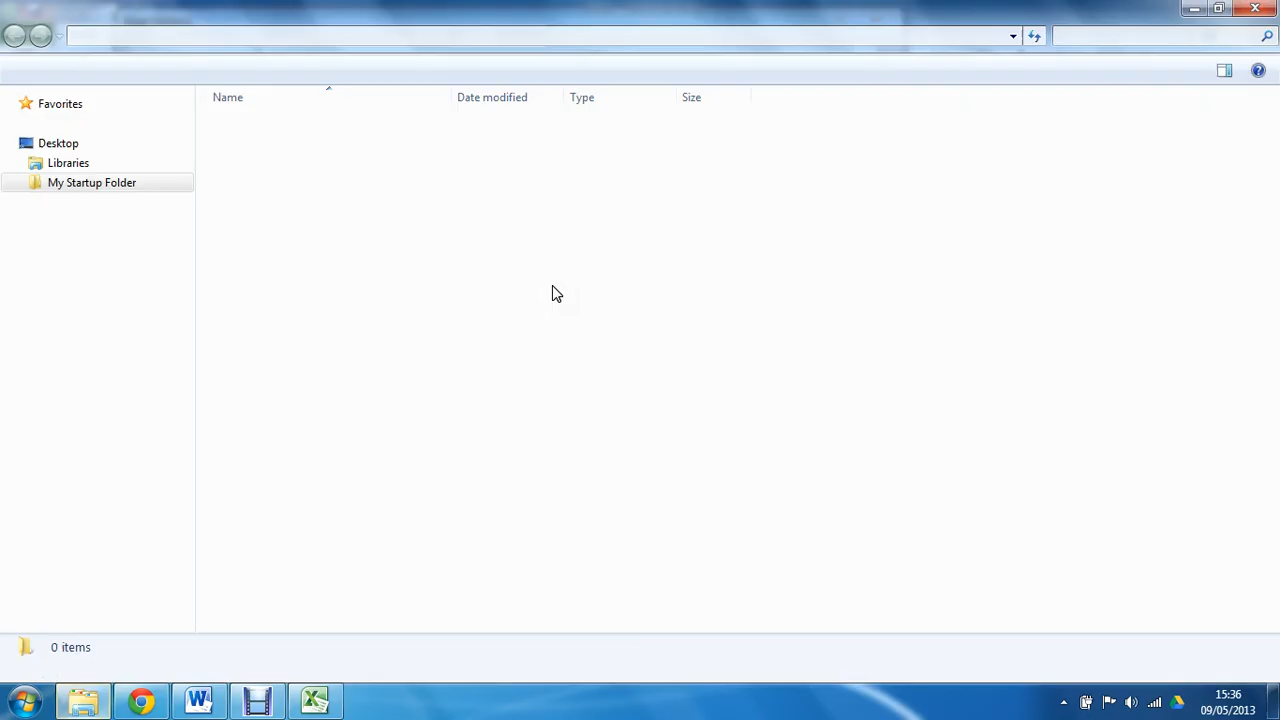 Name Date modified Type Size
Favorites
Desktop
Libraries
My Startup Folder
0 items
15:36
09/05/2013